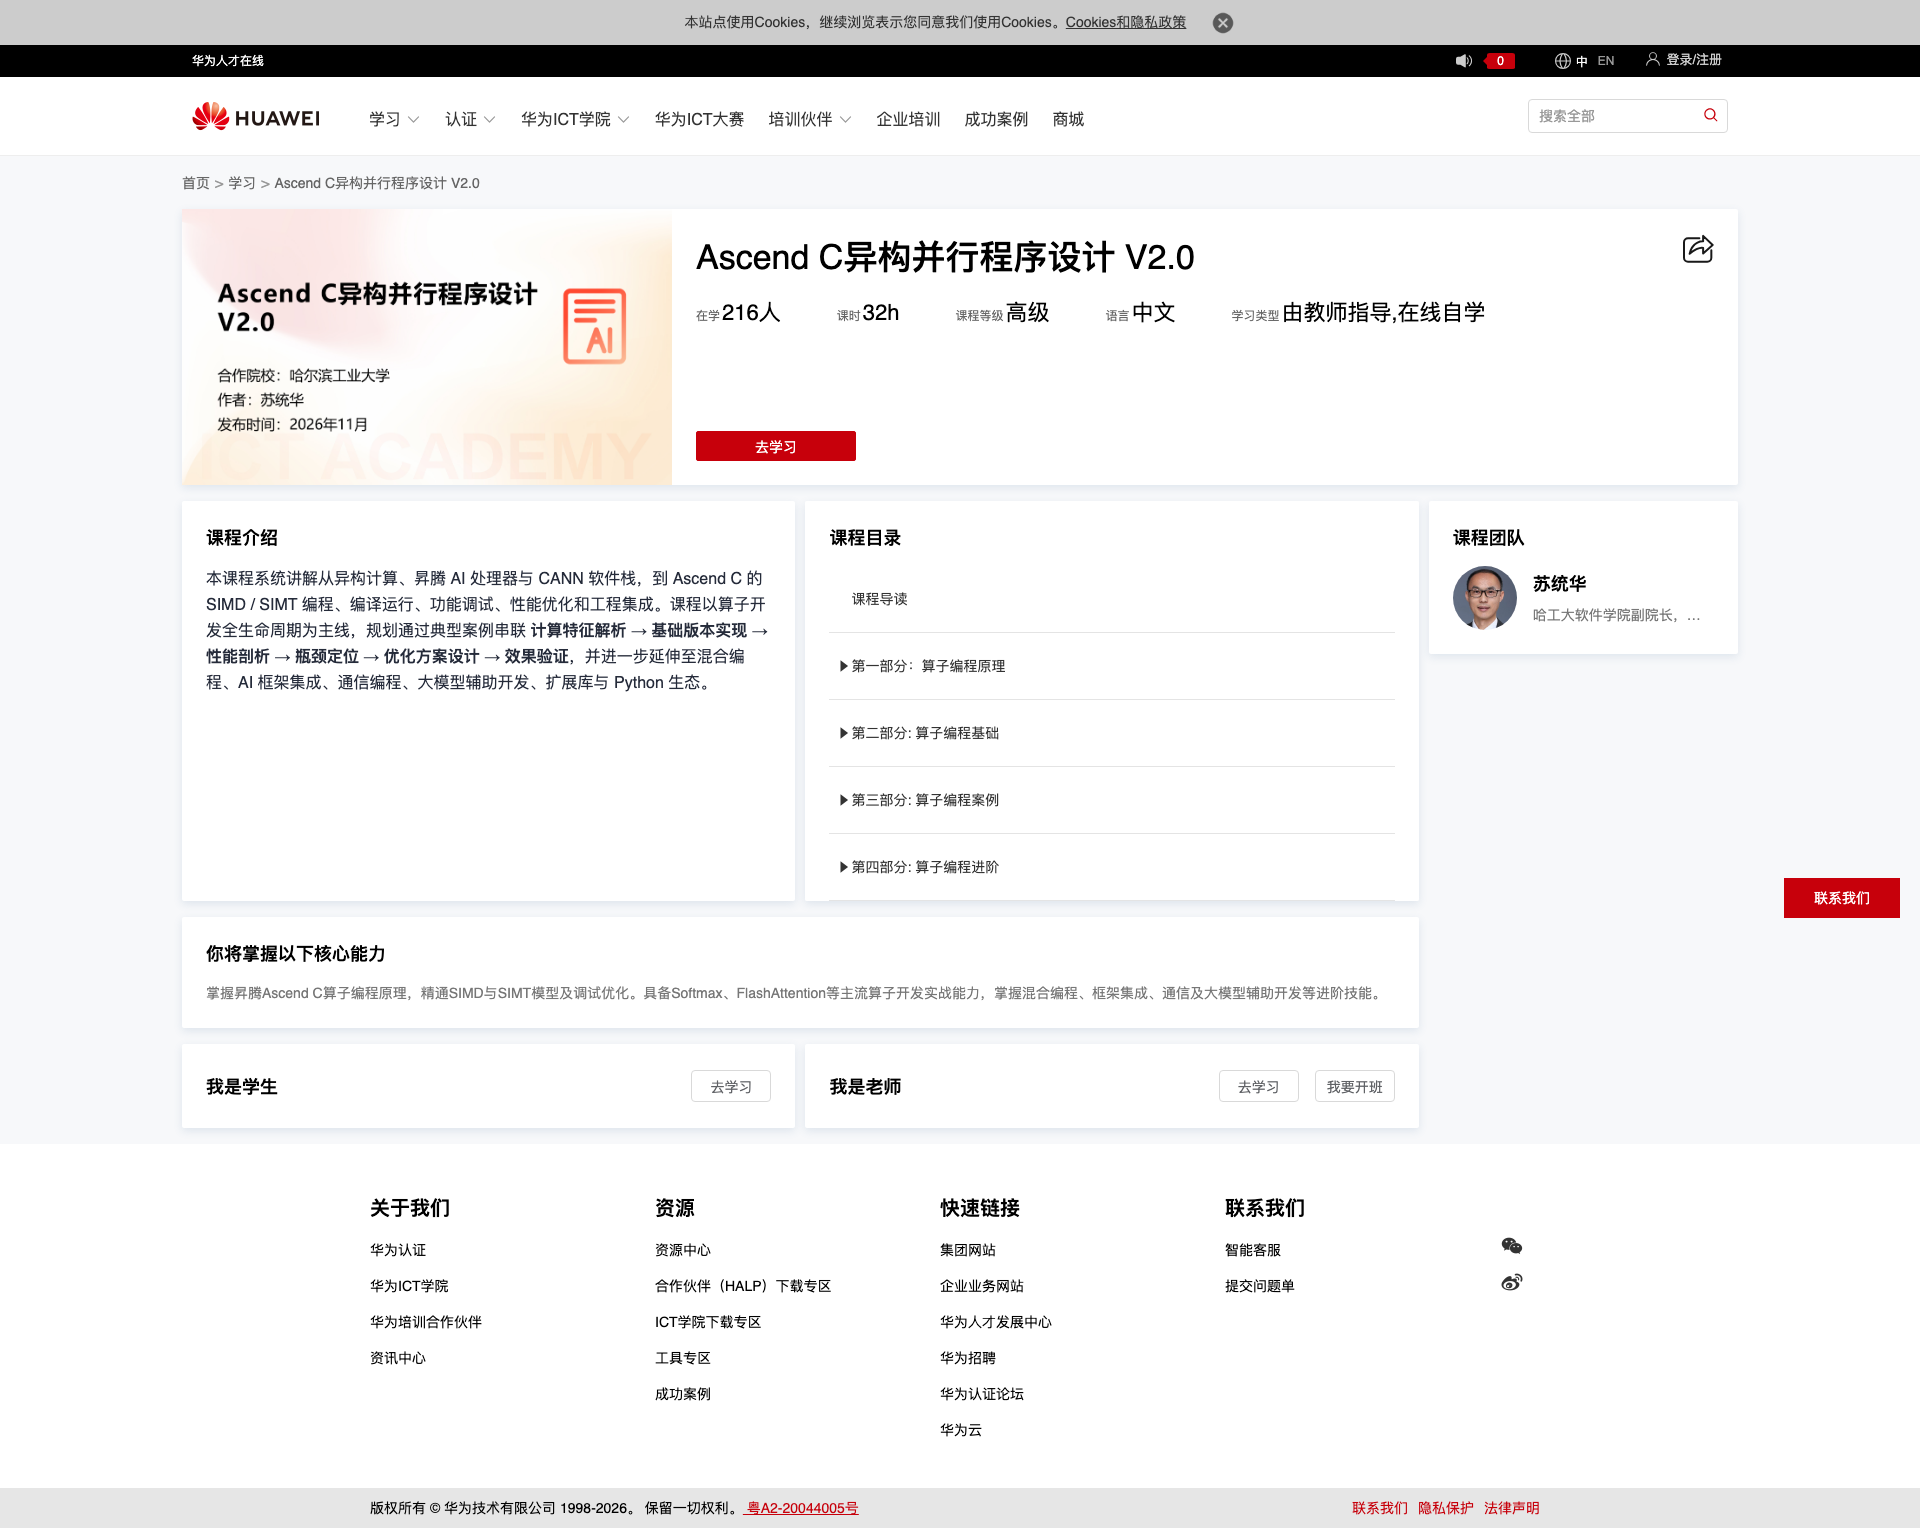 本站点使用Cookies，继续浏览表示您同意我们使用Cookies。Cookies和隐私政策
华为人才在线
0
中 EN
登录/注册
HUAWEI
学习
认证
华为ICT学院
华为ICT大赛
培训伙伴
企业培训
成功案例
商城
搜索全部
首页 > 学习 > Ascend C异构并行程序设计 V2.0
Ascend C异构并行程序设计
V2.0
AI
合作院校：哈尔滨工业大学
作者：苏统华
发布时间：2026年11月
ICT ACADEMY
Ascend C异构并行程序设计 V2.0
在学216人 课时32h 课程等级高级 语言中文 学习类型由教师指导,在线自学
去学习
课程介绍
本课程系统讲解从异构计算、昇腾 AI 处理器与 CANN 软件栈，到 Ascend C 的
SIMD / SIMT 编程、编译运行、功能调试、性能优化和工程集成。课程以算子开
发全生命周期为主线，规划通过典型案例串联 计算特征解析 → 基础版本实现 →
性能剖析 → 瓶颈定位 → 优化方案设计 → 效果验证，并进一步延伸至混合编
程、AI 框架集成、通信编程、大模型辅助开发、扩展库与 Python 生态。
课程目录
课程导读
第一部分：算子编程原理
第二部分: 算子编程基础
第三部分: 算子编程案例
第四部分: 算子编程进阶
课程团队
苏统华
哈工大软件学院副院长，...
联系我们
你将掌握以下核心能力
掌握昇腾Ascend C算子编程原理，精通SIMD与SIMT模型及调试优化。具备Softmax、FlashAttention等主流算子开发实战能力，掌握混合编程、框架集成、通信及大模型辅助开发等进阶技能。
我是学生
去学习
我是老师
去学习
我要开班
关于我们
华为认证
华为ICT学院
华为培训合作伙伴
资讯中心
资源
资源中心
合作伙伴（HALP）下载专区
ICT学院下载专区
工具专区
成功案例
快速链接
集团网站
企业业务网站
华为人才发展中心
华为招聘
华为认证论坛
华为云
联系我们
智能客服
提交问题单
版权所有 © 华为技术有限公司 1998-2026。 保留一切权利。 粤A2-20044005号
联系我们 隐私保护 法律声明